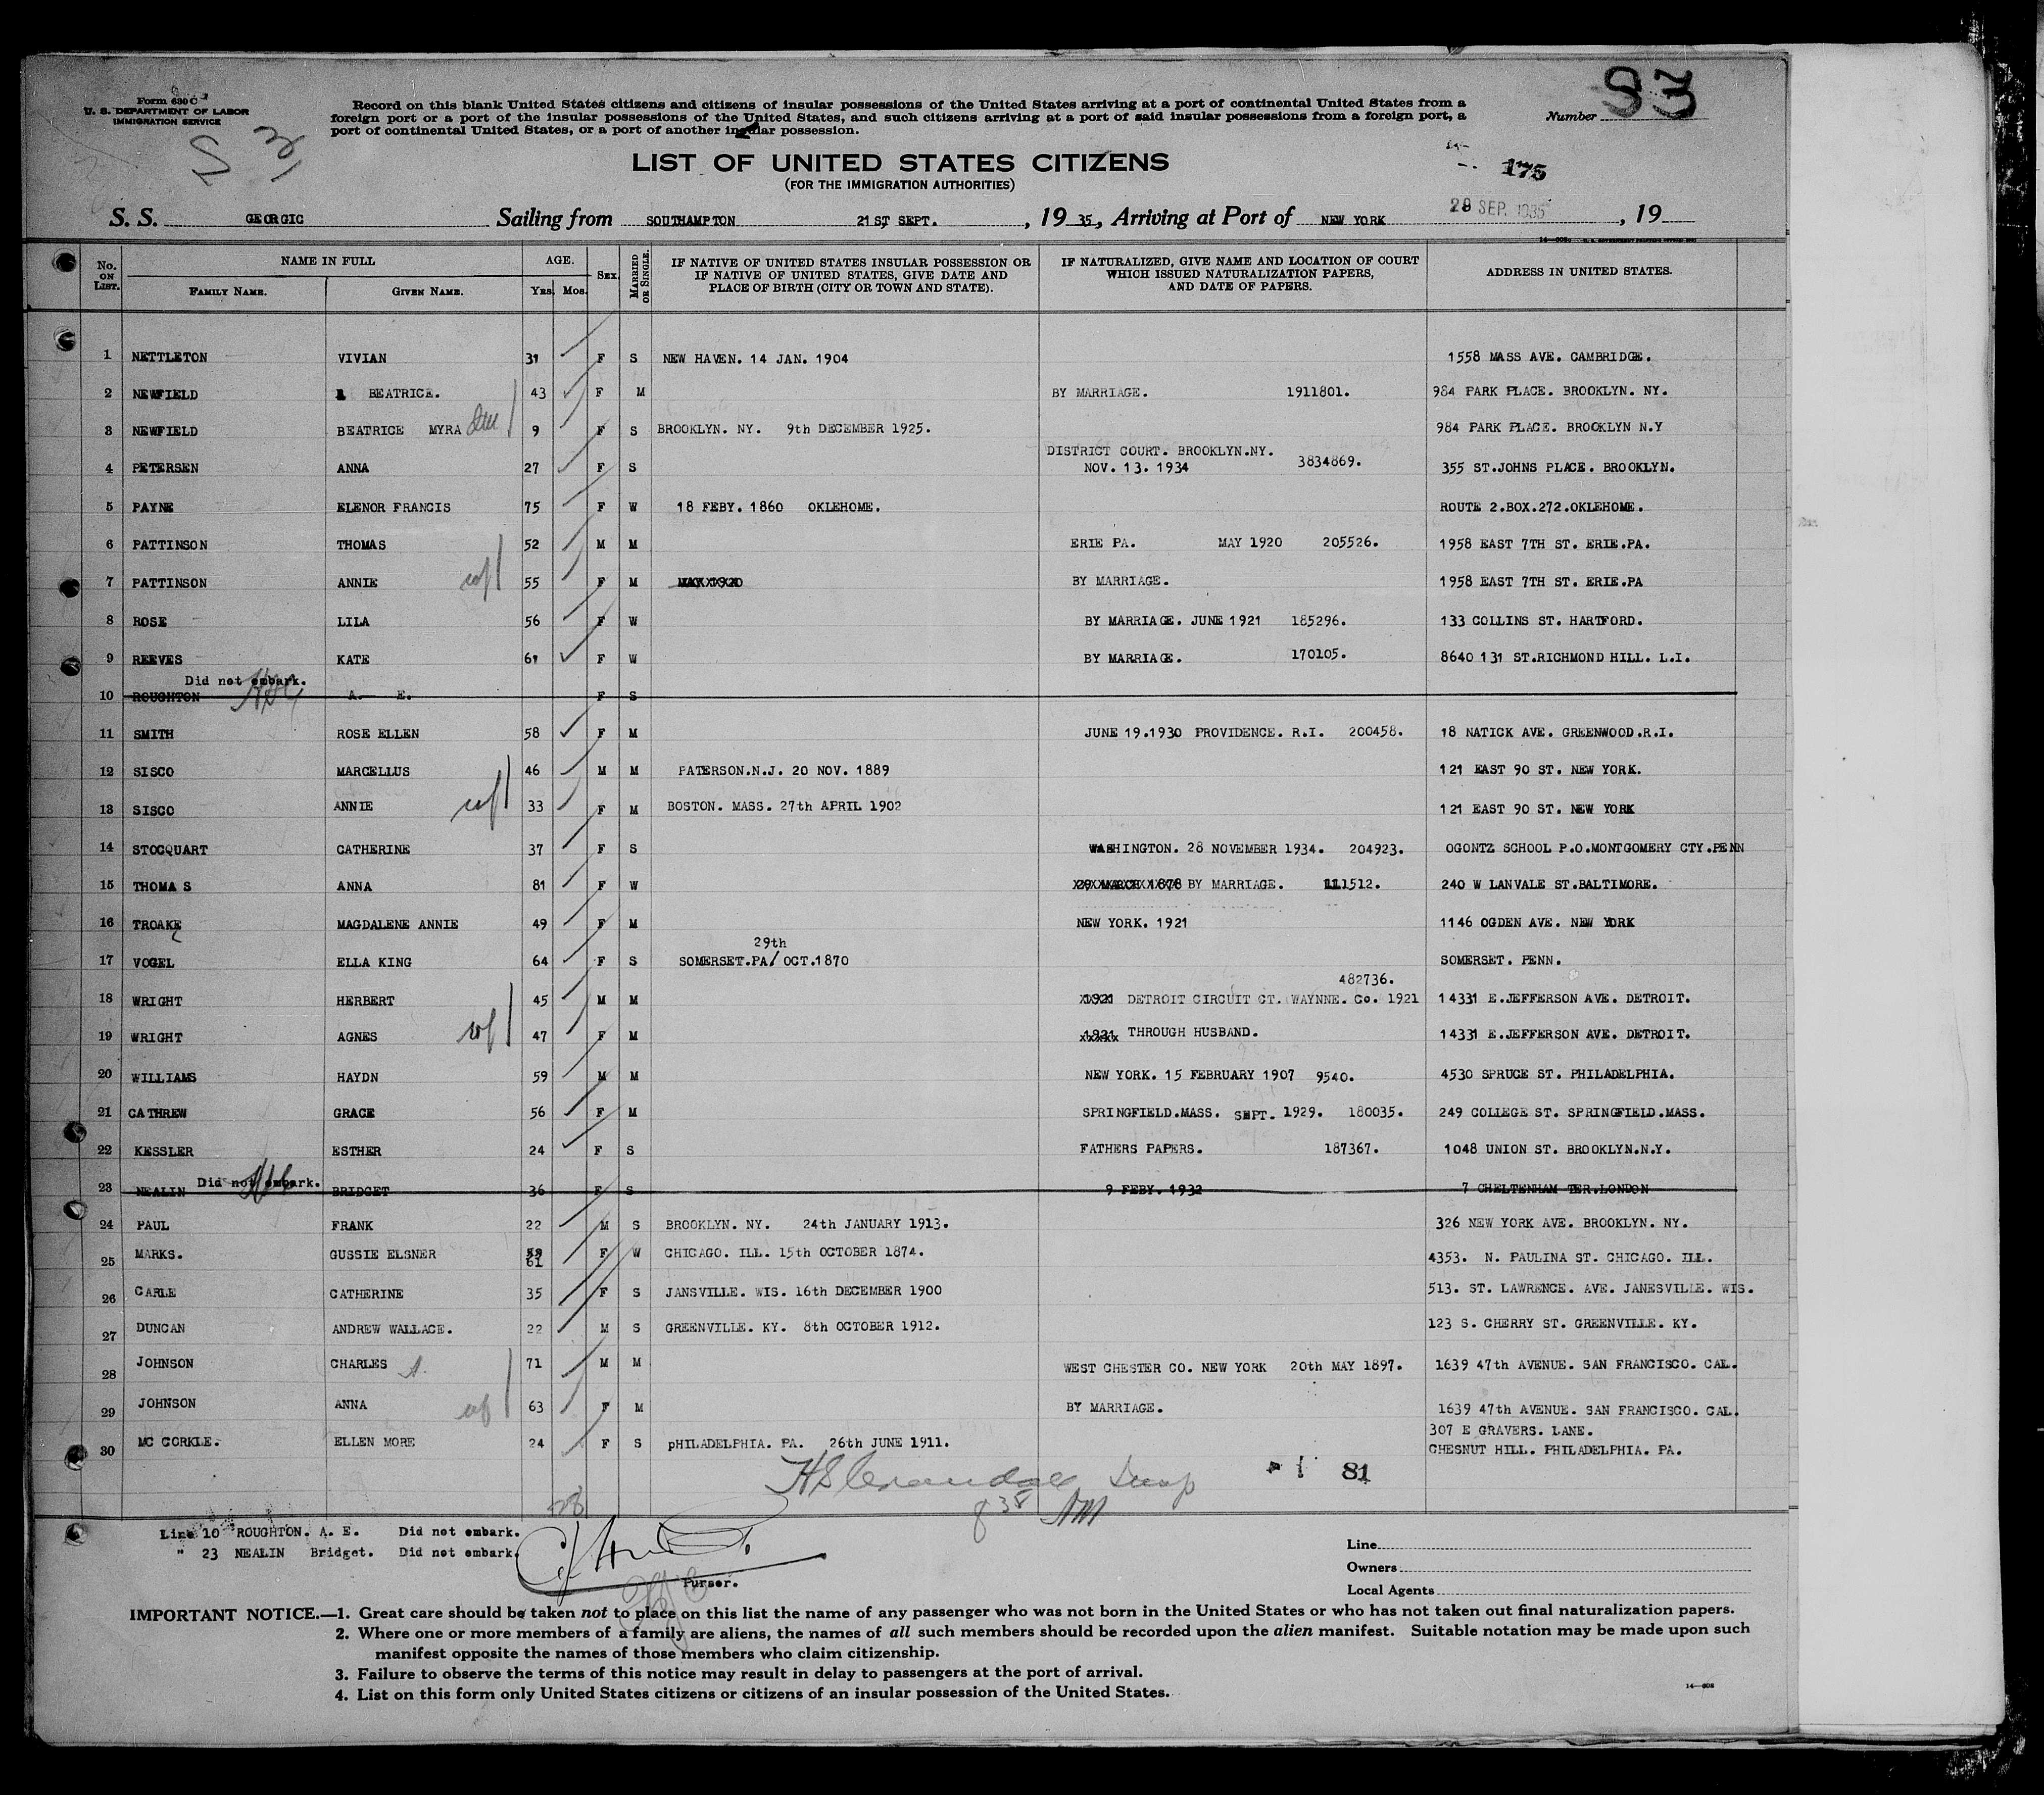 Form 630 C
U. S. DEPARTMENT OF LABOR
IMMIGRATION SERVICE
Record on this blank United States citizens and citizens of insular possessions of the United States arriving at a port of continental United States from a
foreign port or a port of the insular possessions of the United States, and such citizens arriving at a port of said insular possessions from a foreign port, a
port of continental United States, or a port of another insular possession.
Number 93
S 3
175
LIST OF UNITED STATES CITIZENS
(FOR THE IMMIGRATION AUTHORITIES)
S. S. GEORGIC Sailing from SOUTHAMPTON 21ST SEPT. , 19 35, Arriving at Port of NEW YORK 28 SEP. 1935 , 19
No. ON LIST. NAME IN FULL AGE. SEX. MARRIED OR SINGLE. IF NATIVE OF UNITED STATES INSULAR POSSESSION OR IF NATIVE OF UNITED STATES, GIVE DATE AND PLACE OF BIRTH (CITY OR TOWN AND STATE). IF NATURALIZED, GIVE NAME AND LOCATION OF COURT WHICH ISSUED NATURALIZATION PAPERS, AND DATE OF PAPERS. ADDRESS IN UNITED STATES.
FAMILY NAME. GIVEN NAME. YRS. MOS.
1 NETTLETON VIVIAN 31 F S NEW HAVEN. 14 JAN. 1904 1558 MASS AVE. CAMBRIDGE.
2 NEWFIELD BEATRICE. 43 F M BY MARRIAGE. 1911801. 984 PARK PLACE. BROOKLYN. NY.
3 NEWFIELD BEATRICE MYRA dau 9 F S BROOKLYN. NY. 9th DECEMBER 1925. 984 PARK PLACE. BROOKLYN N.Y
4 PETERSEN ANNA 27 F S DISTRICT COURT. BROOKLYN.NY. NOV. 13. 1934 3834869. 355 ST.JOHNS PLACE. BROOKLYN.
5 PAYNE ELENOR FRANCIS 75 F W 18 FEBY. 1860 OKLEHOME. ROUTE 2.BOX.272.OKLEHOME.
6 PATTINSON THOMAS 52 M M ERIE PA. MAY 1920 205526. 1958 EAST 7TH ST. ERIE.PA.
7 PATTINSON ANNIE wf 55 F M BY MARRIAGE. 1958 EAST 7TH ST. ERIE.PA
8 ROSE LILA 56 F W BY MARRIAGE. JUNE 1921 185296. 133 COLLINS ST. HARTFORD.
9 REEVES KATE 61 F W BY MARRIAGE. 170105. 8640 131 ST.RICHMOND HILL. L.I.
Did not embark.
10 ROUGHTON A. E. F S
11 SMITH ROSE ELLEN 58 F M JUNE 19.1930 PROVIDENCE. R.I. 200458. 18 NATICK AVE. GREENWOOD.R.I.
12 SISCO MARCELLUS 46 M M PATERSON.N.J. 20 NOV. 1889 121 EAST 90 ST. NEW YORK.
13 SISCO ANNIE wf 33 F M BOSTON. MASS. 27th APRIL 1902 121 EAST 90 ST. NEW YORK
14 STOCQUART CATHERINE 37 F S WASHINGTON. 28 NOVEMBER 1934. 204923. OGONTZ SCHOOL P.O.MONTGOMERY CTY.PENN
15 THOMAS ANNA 81 F W 29 MARCH 1878 BY MARRIAGE. 111512. 240 W LANVALE ST.BALTIMORE.
16 TROAKE MAGDALENE ANNIE 49 F M NEW YORK. 1921 1146 OGDEN AVE. NEW YORK
29th
17 VOGEL ELLA KING 64 F S SOMERSET.PA/ OCT.1870 SOMERSET. PENN.
482736.
18 WRIGHT HERBERT 45 M M 1921 DETROIT CIRCUIT CT. WAYNNE. Co. 1921 14331 E.JEFFERSON AVE. DETROIT.
19 WRIGHT AGNES wf 47 F M 1921 THROUGH HUSBAND. 14331 E.JEFFERSON AVE. DETROIT.
20 WILLIAMS HAYDN 59 M M NEW YORK. 15 FEBRUARY 1907 9540. 4530 SPRUCE ST. PHILADELPHIA.
21 CATHREW GRACE 56 F M SPRINGFIELD.MASS. SEPT. 1929. 180035. 249 COLLEGE ST. SPRINGFIELD.MASS.
22 KESSLER ESTHER 24 F S FATHERS PAPERS. 187367. 1048 UNION ST. BROOKLYN.N.Y.
Did not embark.
23 NEALIN BRIDGET 36 F S 9 FEBY. 1932 7 CHELTENHAM TER.LONDON
24 PAUL FRANK 22 M S BROOKLYN. NY. 24th JANUARY 1913. 326 NEW YORK AVE. BROOKLYN. NY.
25 MARKS. GUSSIE ELSNER 61 F W CHICAGO. ILL. 15th OCTOBER 1874. 4353. N. PAULINA ST. CHICAGO. ILL.
26 CARLE CATHERINE 35 F S JANSVILLE. WIS. 16th DECEMBER 1900 513. ST. LAWRENCE. AVE. JANESVILLE. WIS.
27 DUNCAN ANDREW WALLACE. 22 M S GREENVILLE. KY. 8th OCTOBER 1912. 123 S. CHERRY ST. GREENVILLE. KY.
28 JOHNSON CHARLES A. 71 M M WEST CHESTER CO. NEW YORK 20th MAY 1897. 1639 47th AVENUE. SAN FRANCISCO. CAL.
29 JOHNSON ANNA wf 63 F M BY MARRIAGE. 1639 47th AVENUE. SAN FRANCISCO. CAL.
307 E GRAVERS. LANE.
30 MC CORKLE. ELLEN MORE 24 F S pHILADELPHIA. PA. 26th JUNE 1911. CHESNUT HILL. PHILADELPHIA. PA.
81
Line 10 ROUGHTON. A. E. Did not embark.
" 23 NEALIN Bridget. Did not embark.
Purser.
Line
Owners
Local Agents
IMPORTANT NOTICE.—1. Great care should be taken not to place on this list the name of any passenger who was not born in the United States or who has not taken out final naturalization papers.
2. Where one or more members of a family are aliens, the names of all such members should be recorded upon the alien manifest. Suitable notation may be made upon such
manifest opposite the names of those members who claim citizenship.
3. Failure to observe the terms of this notice may result in delay to passengers at the port of arrival.
4. List on this form only United States citizens or citizens of an insular possession of the United States.